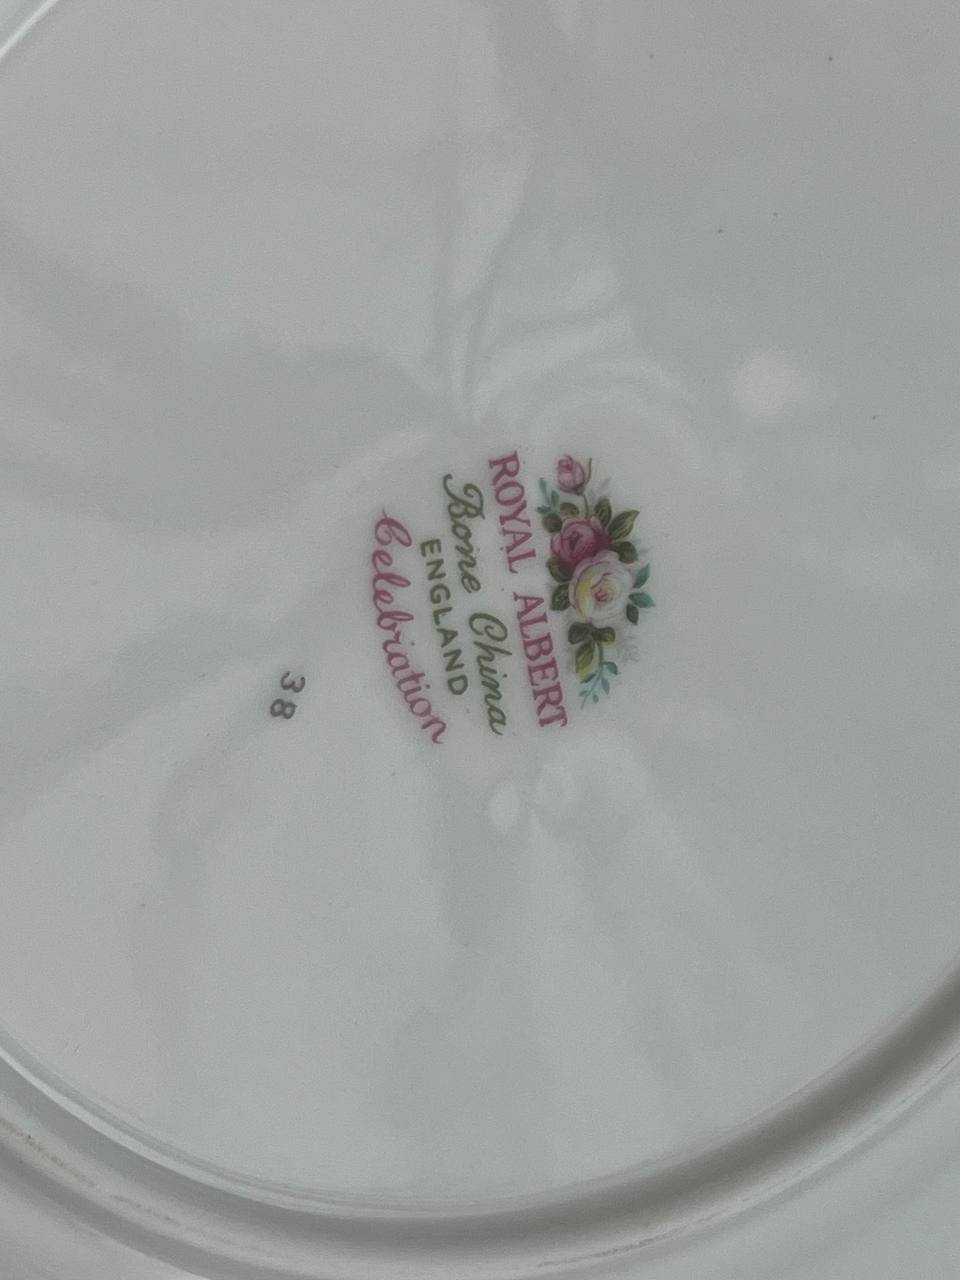 ROYAL ALBERT
Bone China
ENGLAND
Celebration
38